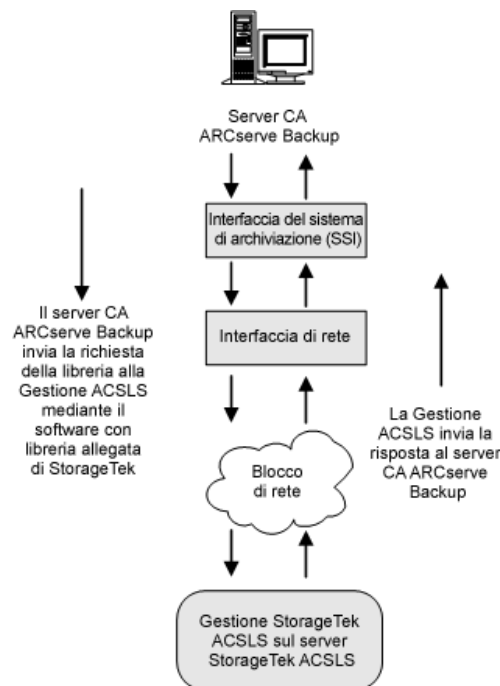 Server CA
ARCserve Backup
Interfaccia del sistema
di archiviazione (SSI)
Il server CA
ARCserve Backup
invia la richiesta
della libreria alla
Gestione ACSLS
mediante il
software con
libreria allegata
di StorageTek
Interfaccia di rete
La Gestione
ACSLS invia la
risposta al server
CA ARCserve
Backup
Blocco
di rete
Gestione StorageTek
ACSLS sul server
StorageTek ACSLS